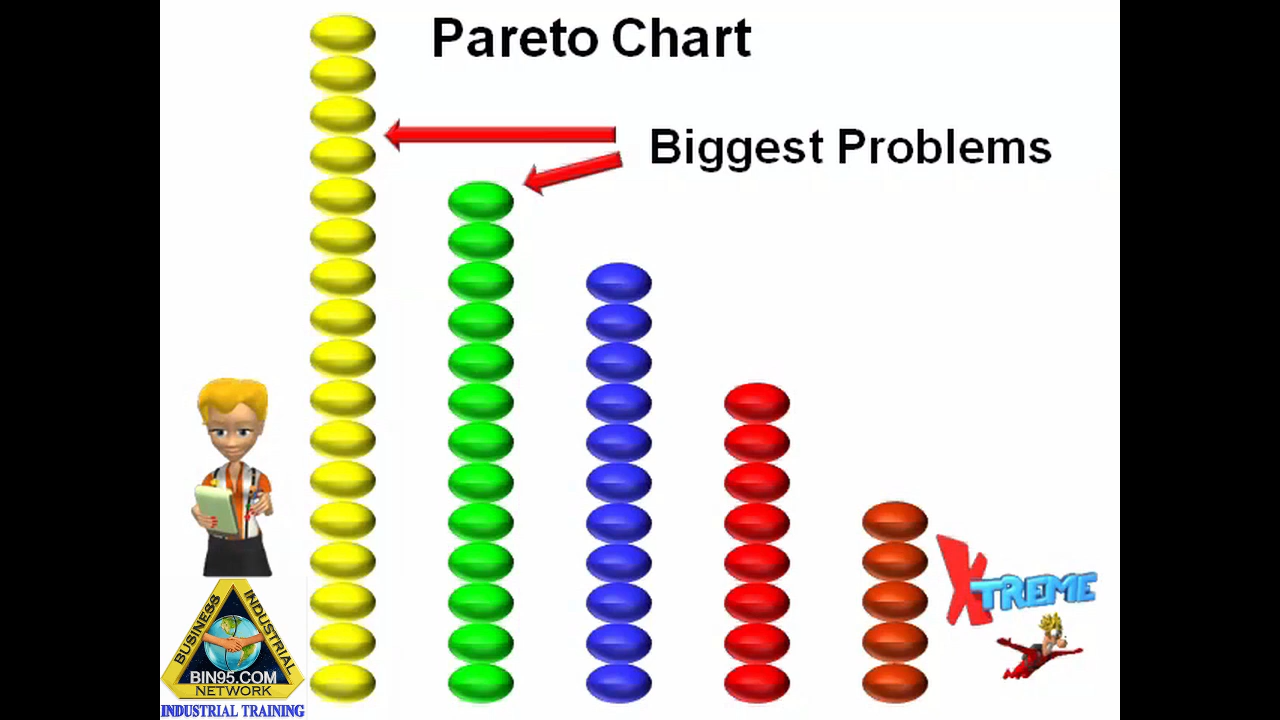 Pareto Chart
Biggest Problems
XTREME
BUSINESS
INDUSTRIAL
BIN95.COM
NETWORK
INDUSTRIAL TRAINING